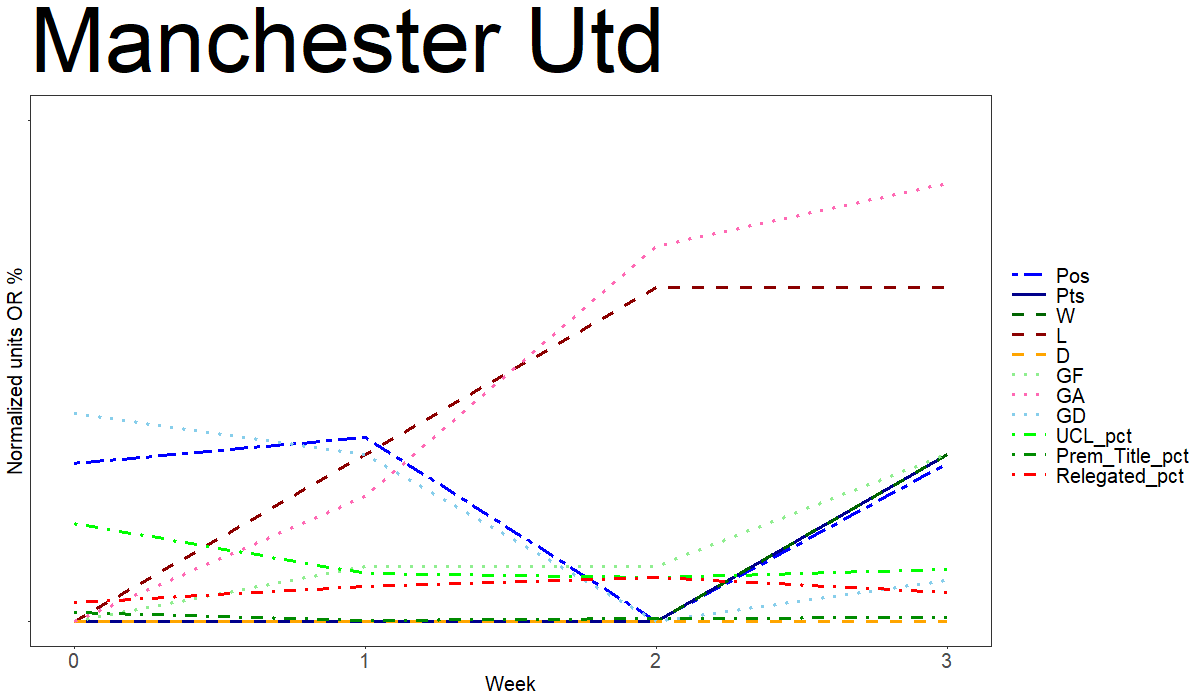 Manchester Utd
Normalized units OR %
0 1 2 3
Week
Pos
Pts
W
L
D
GF
GA
GD
UCL_pct
Prem_Title_pct
Relegated_pct